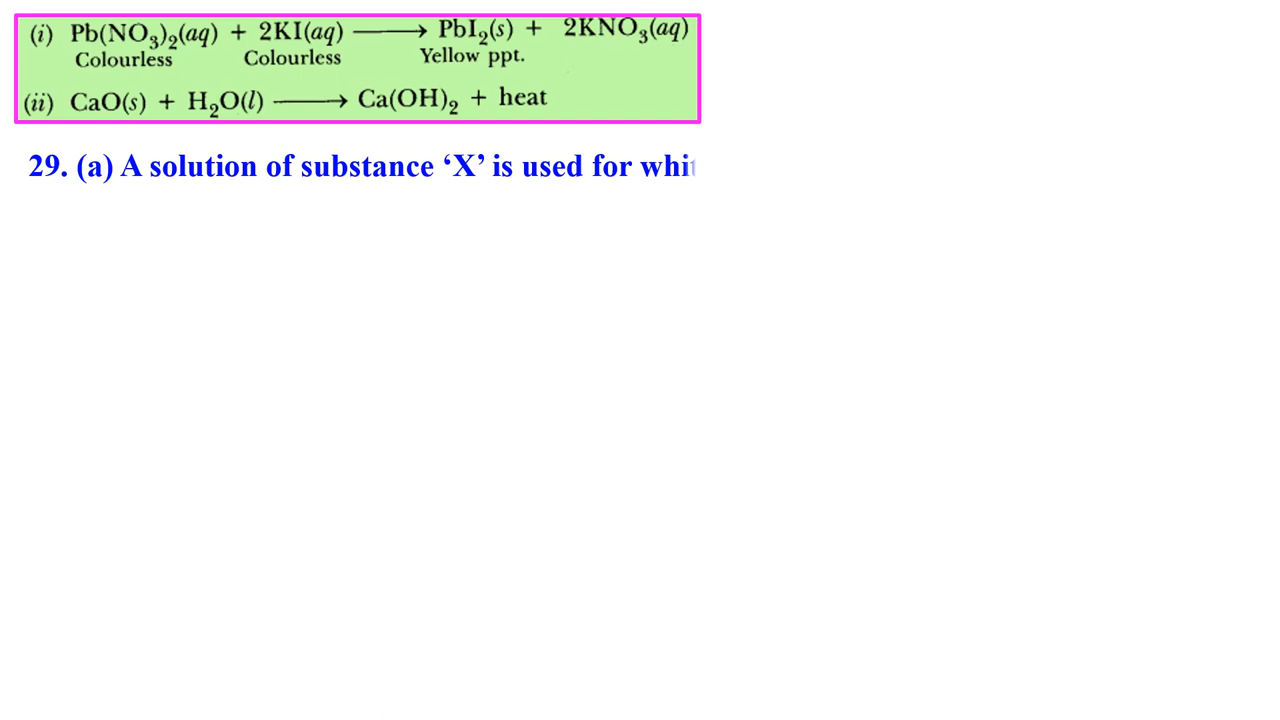 (i) Pb(NO₃)₂(aq) + 2KI(aq) ⟶ PbI₂(s) + 2KNO₃(aq)
Colourless Colourless Yellow ppt.
(ii) CaO(s) + H₂O(l) ⟶ Ca(OH)₂ + heat
29. (a) A solution of substance ‘X’ is used for whit